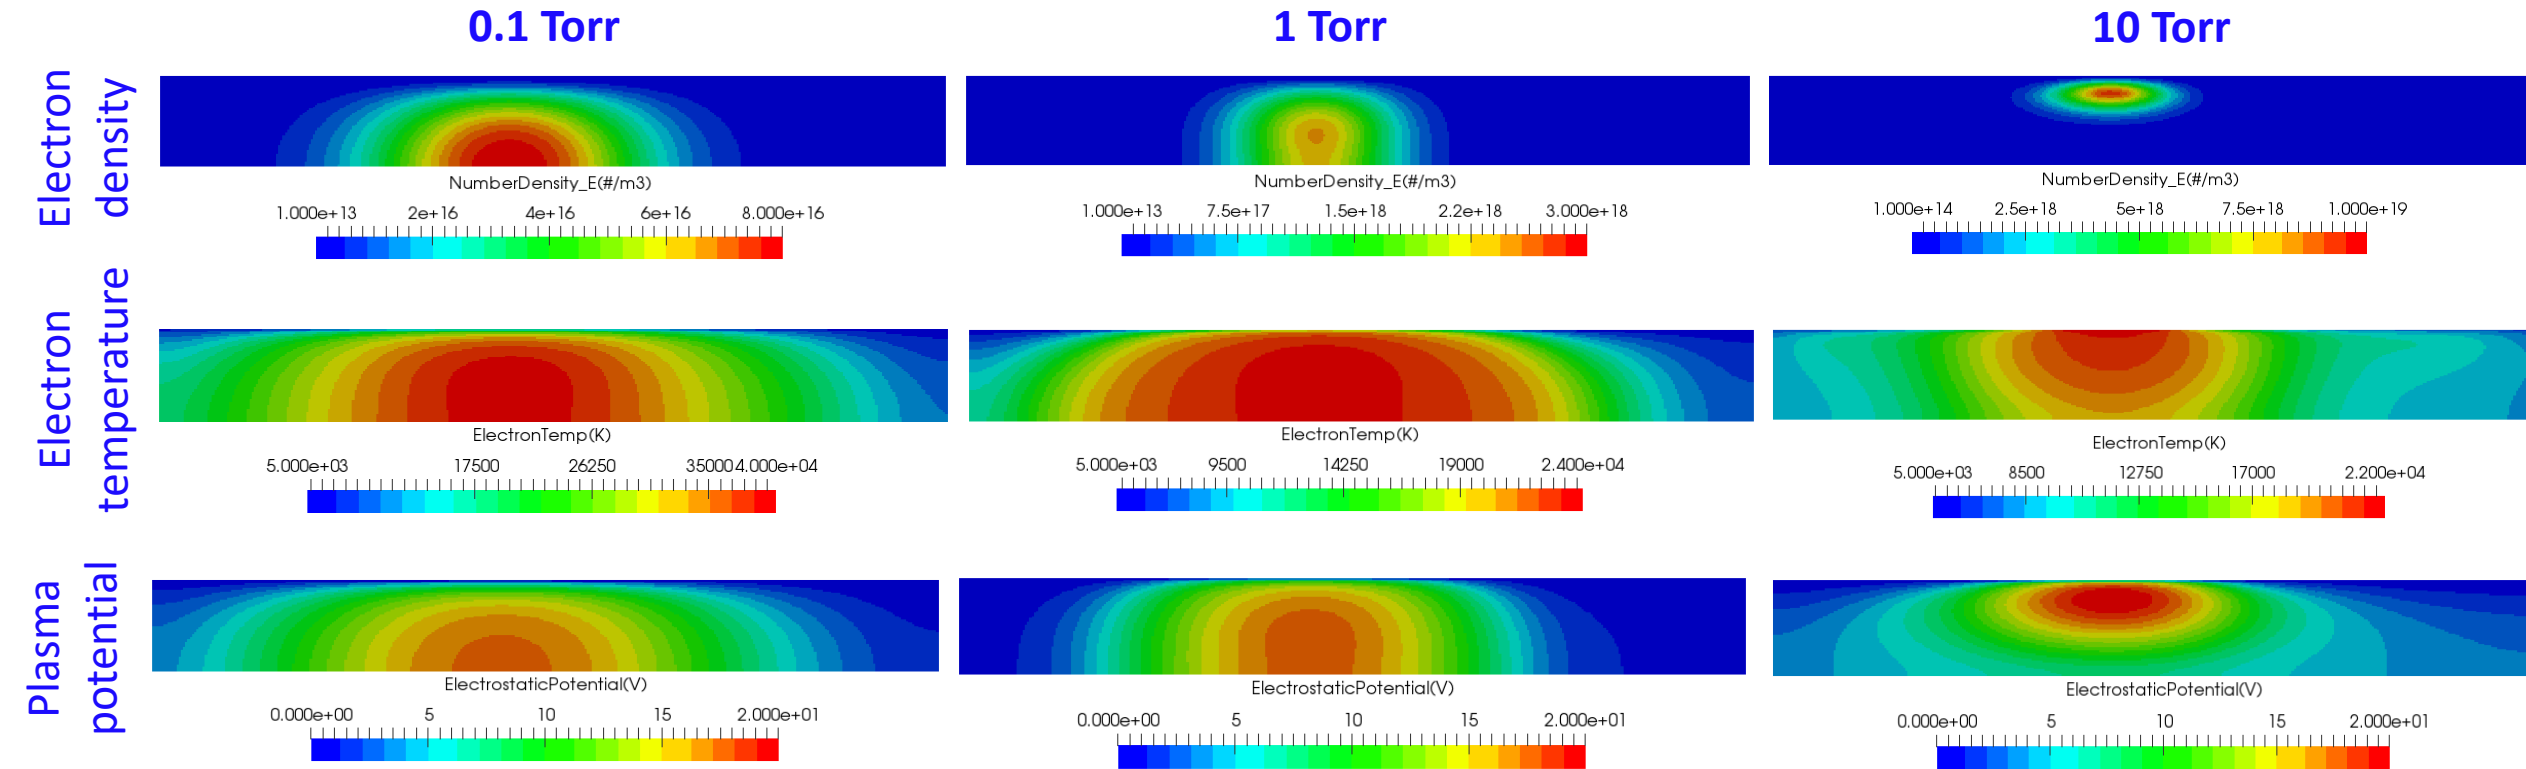 0.1 Torr
1 Torr
10 Torr
Electron
density
NumberDensity_E(#/m3)
1.000e+13 2e+16 4e+16 6e+16 8.000e+16
NumberDensity_E(#/m3)
1.000e+13 7.5e+17 1.5e+18 2.2e+18 3.000e+18
NumberDensity_E(#/m3)
1.000e+14 2.5e+18 5e+18 7.5e+18 1.000e+19
Electron
temperature
ElectronTemp(K)
5.000e+03 17500 26250 35000 4.000e+04
ElectronTemp(K)
5.000e+03 9500 14250 19000 2.400e+04
ElectronTemp(K)
5.000e+03 8500 12750 17000 2.200e+04
Plasma
potential
ElectrostaticPotential(V)
0.000e+00 5 10 15 2.000e+01
ElectrostaticPotential(V)
0.000e+00 5 10 15 2.000e+01
ElectrostaticPotential(V)
0.000e+00 5 10 15 2.000e+01